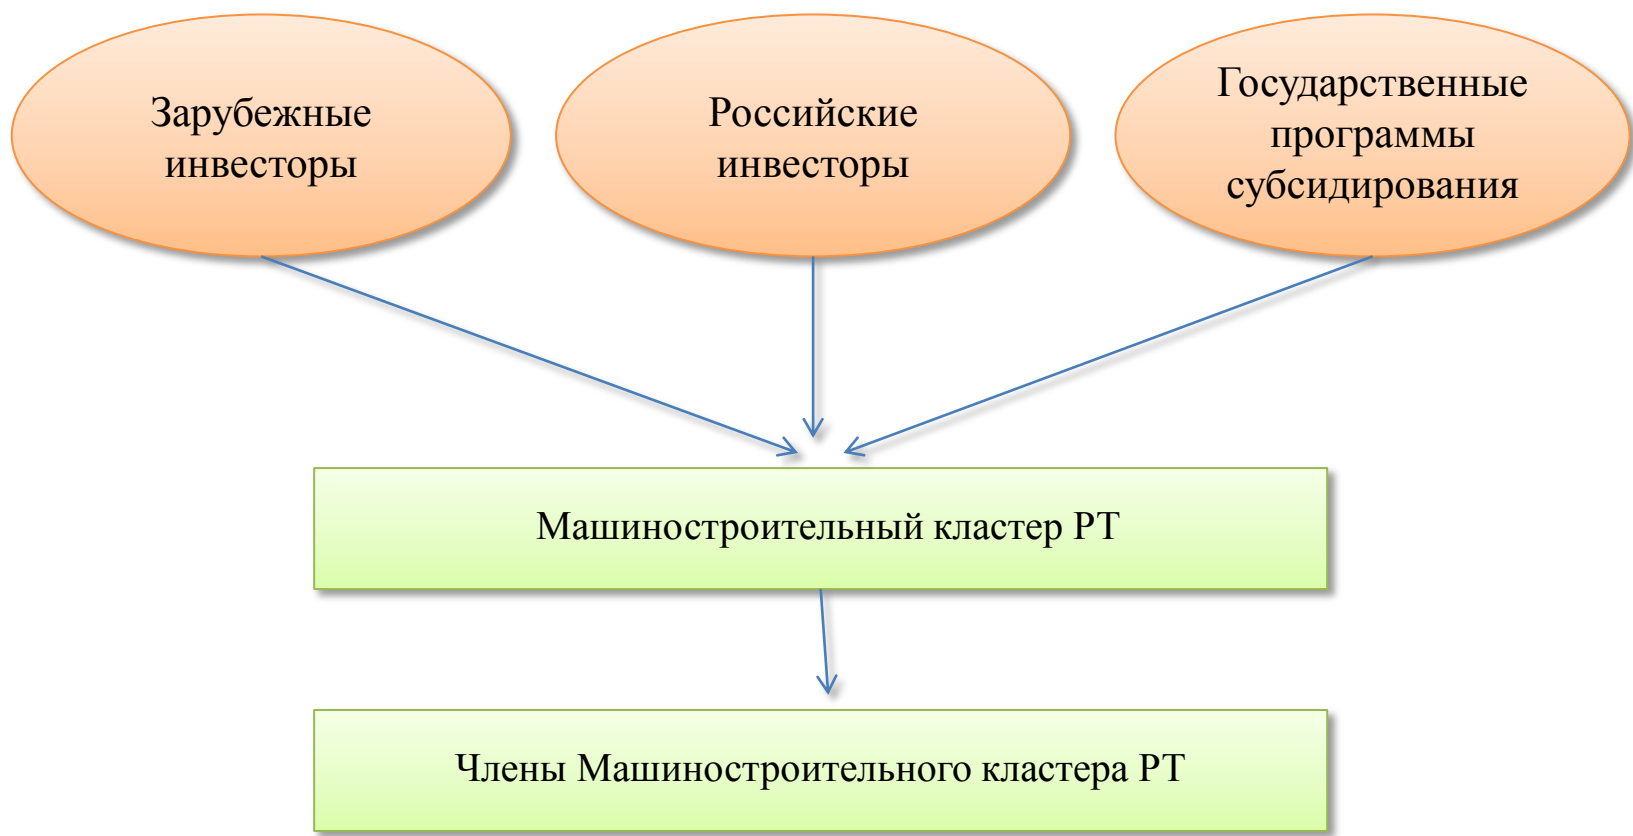 Зарубежные
инвесторы
Российские
инвесторы
Государственные
программы
субсидирования
Машиностроительный кластер РТ
Члены Машиностроительного кластера РТ